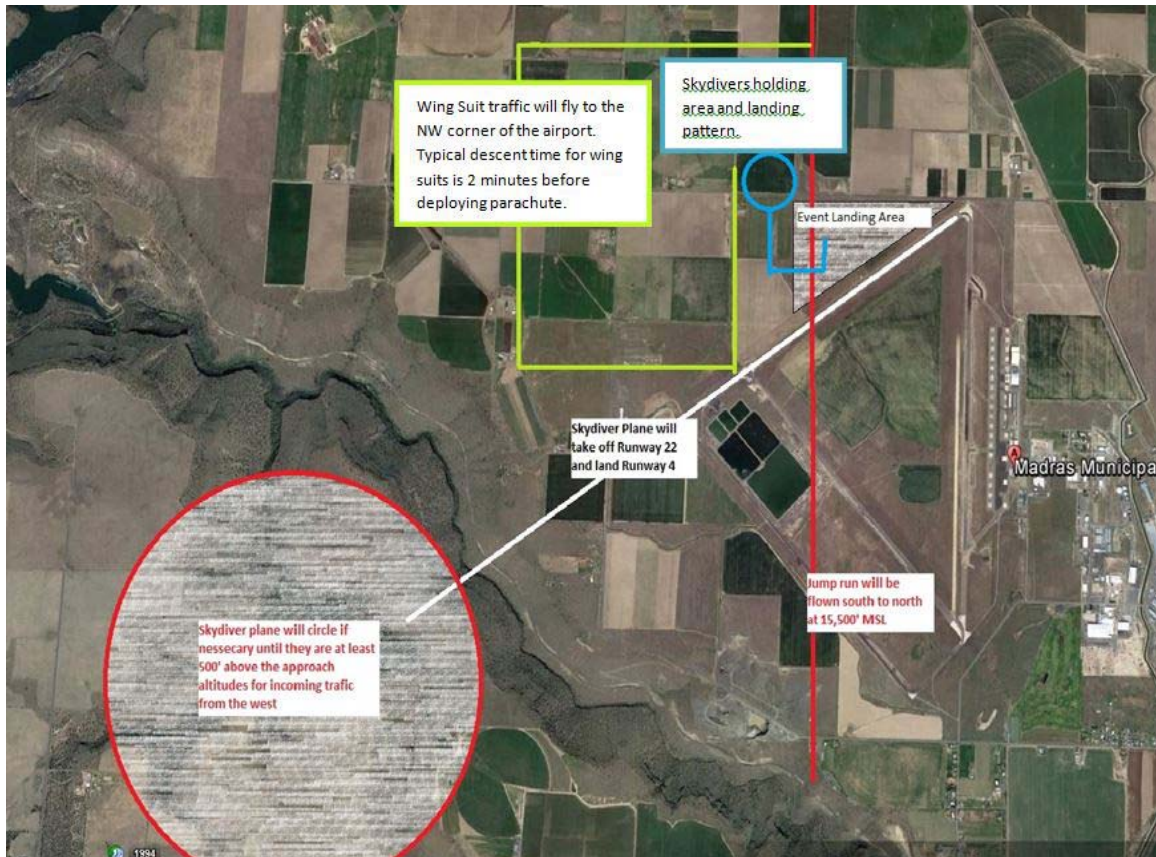 Wing Suit traffic will fly to the
NW corner of the airport.
Typical descent time for wing
suits is 2 minutes before
deploying parachute.
Skydivers holding
area and landing
pattern.
Event Landing Area
Skydiver Plane will
take off Runway 22
and land Runway 4
A
Madras Municipa
Jump run will be
flown south to north
at 15,500' MSL
Skydiver plane will circle if
nessecary until they are at least
500' above the approach
altitudes for incoming trafic
from the west
1994